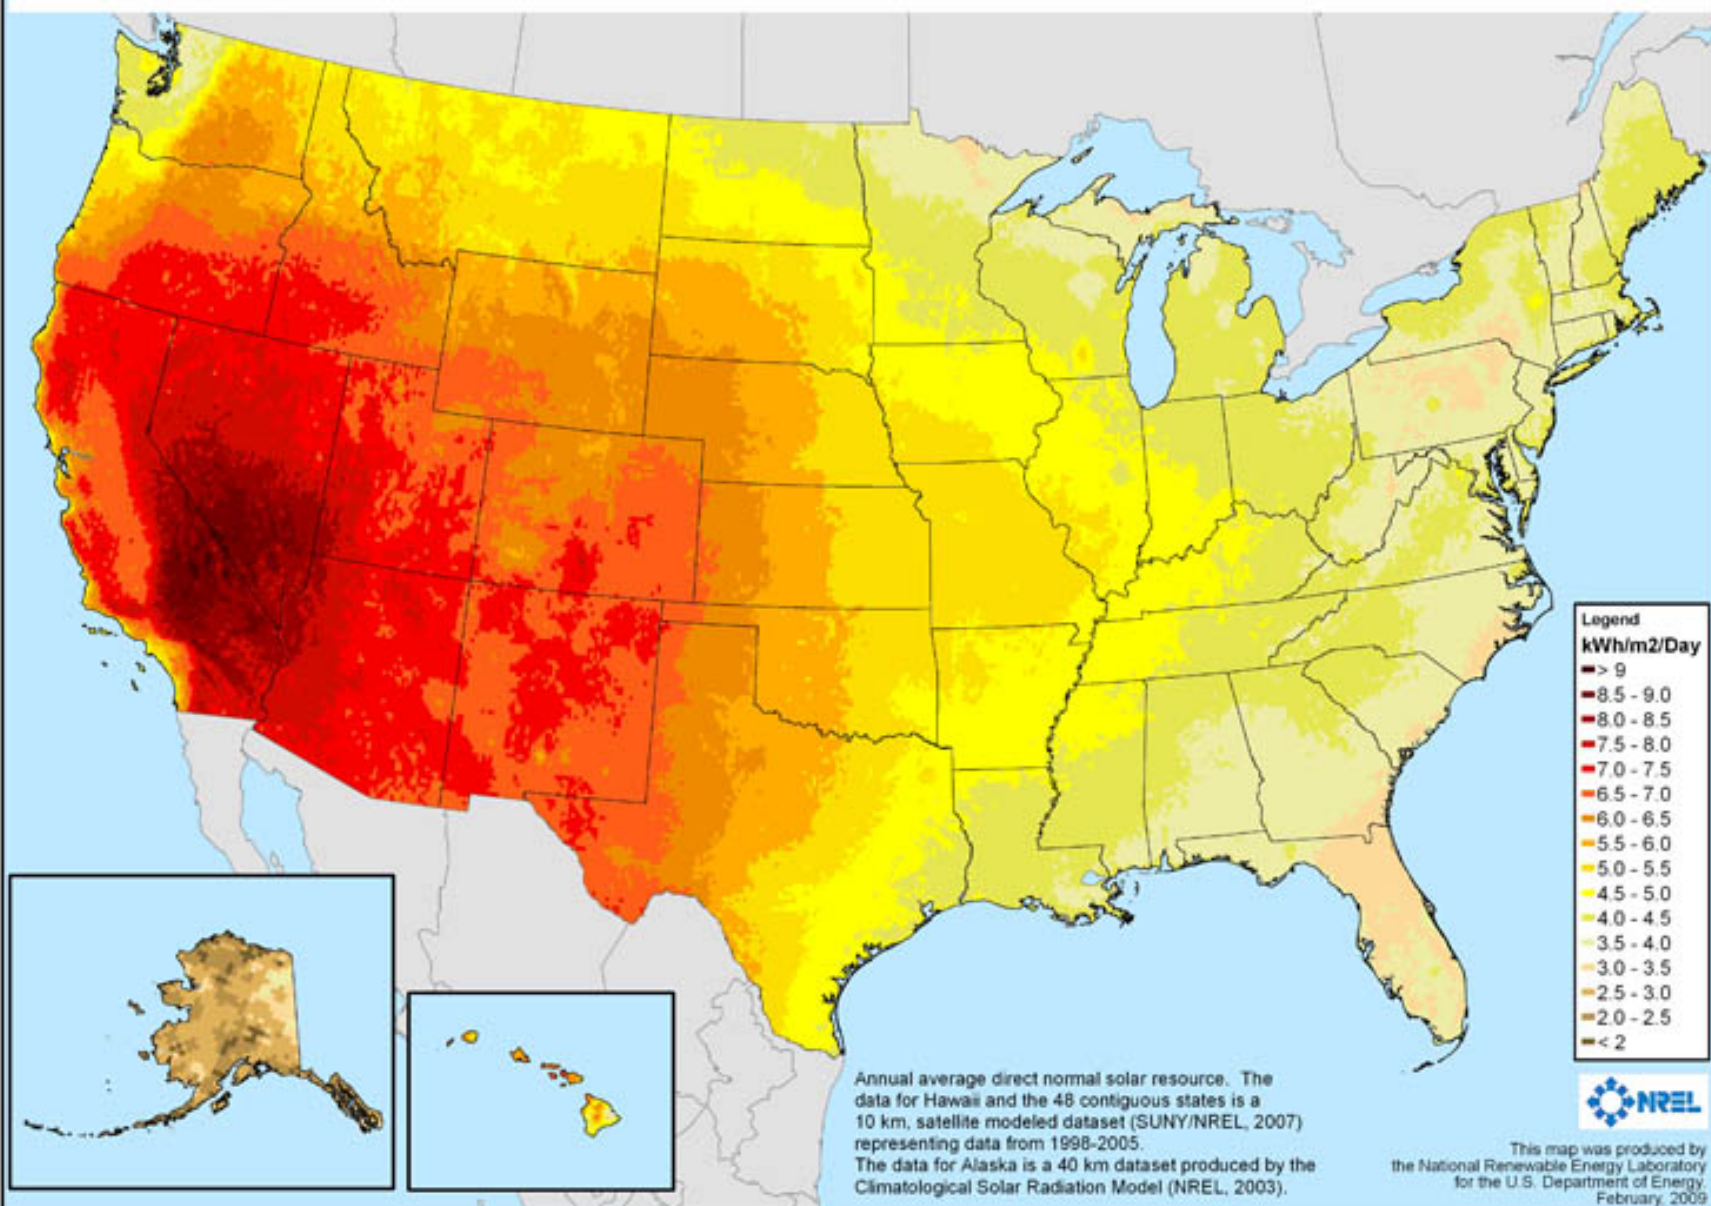 Legend
kWh/m2/Day
> 9
8.5 - 9.0
8.0 - 8.5
7.5 - 8.0
7.0 - 7.5
6.5 - 7.0
6.0 - 6.5
5.5 - 6.0
5.0 - 5.5
4.5 - 5.0
4.0 - 4.5
3.5 - 4.0
3.0 - 3.5
2.5 - 3.0
2.0 - 2.5
< 2
Annual average direct normal solar resource. The
data for Hawaii and the 48 contiguous states is a
10 km, satellite modeled dataset (SUNY/NREL, 2007)
representing data from 1998-2005.
The data for Alaska is a 40 km dataset produced by the
Climatological Solar Radiation Model (NREL, 2003).
NREL
This map was produced by
the National Renewable Energy Laboratory
for the U.S. Department of Energy.
February, 2009